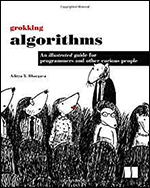 grokking
algorithms
An illustrated guide for
programmers and other curious people
Aditya Y. Bhargava